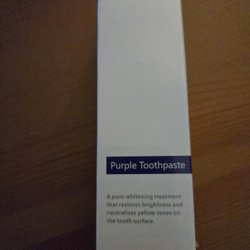 Purple Toothpaste
A post-whitening treatment
that restores brightness and
neutralises yellow tones on
the tooth surface.